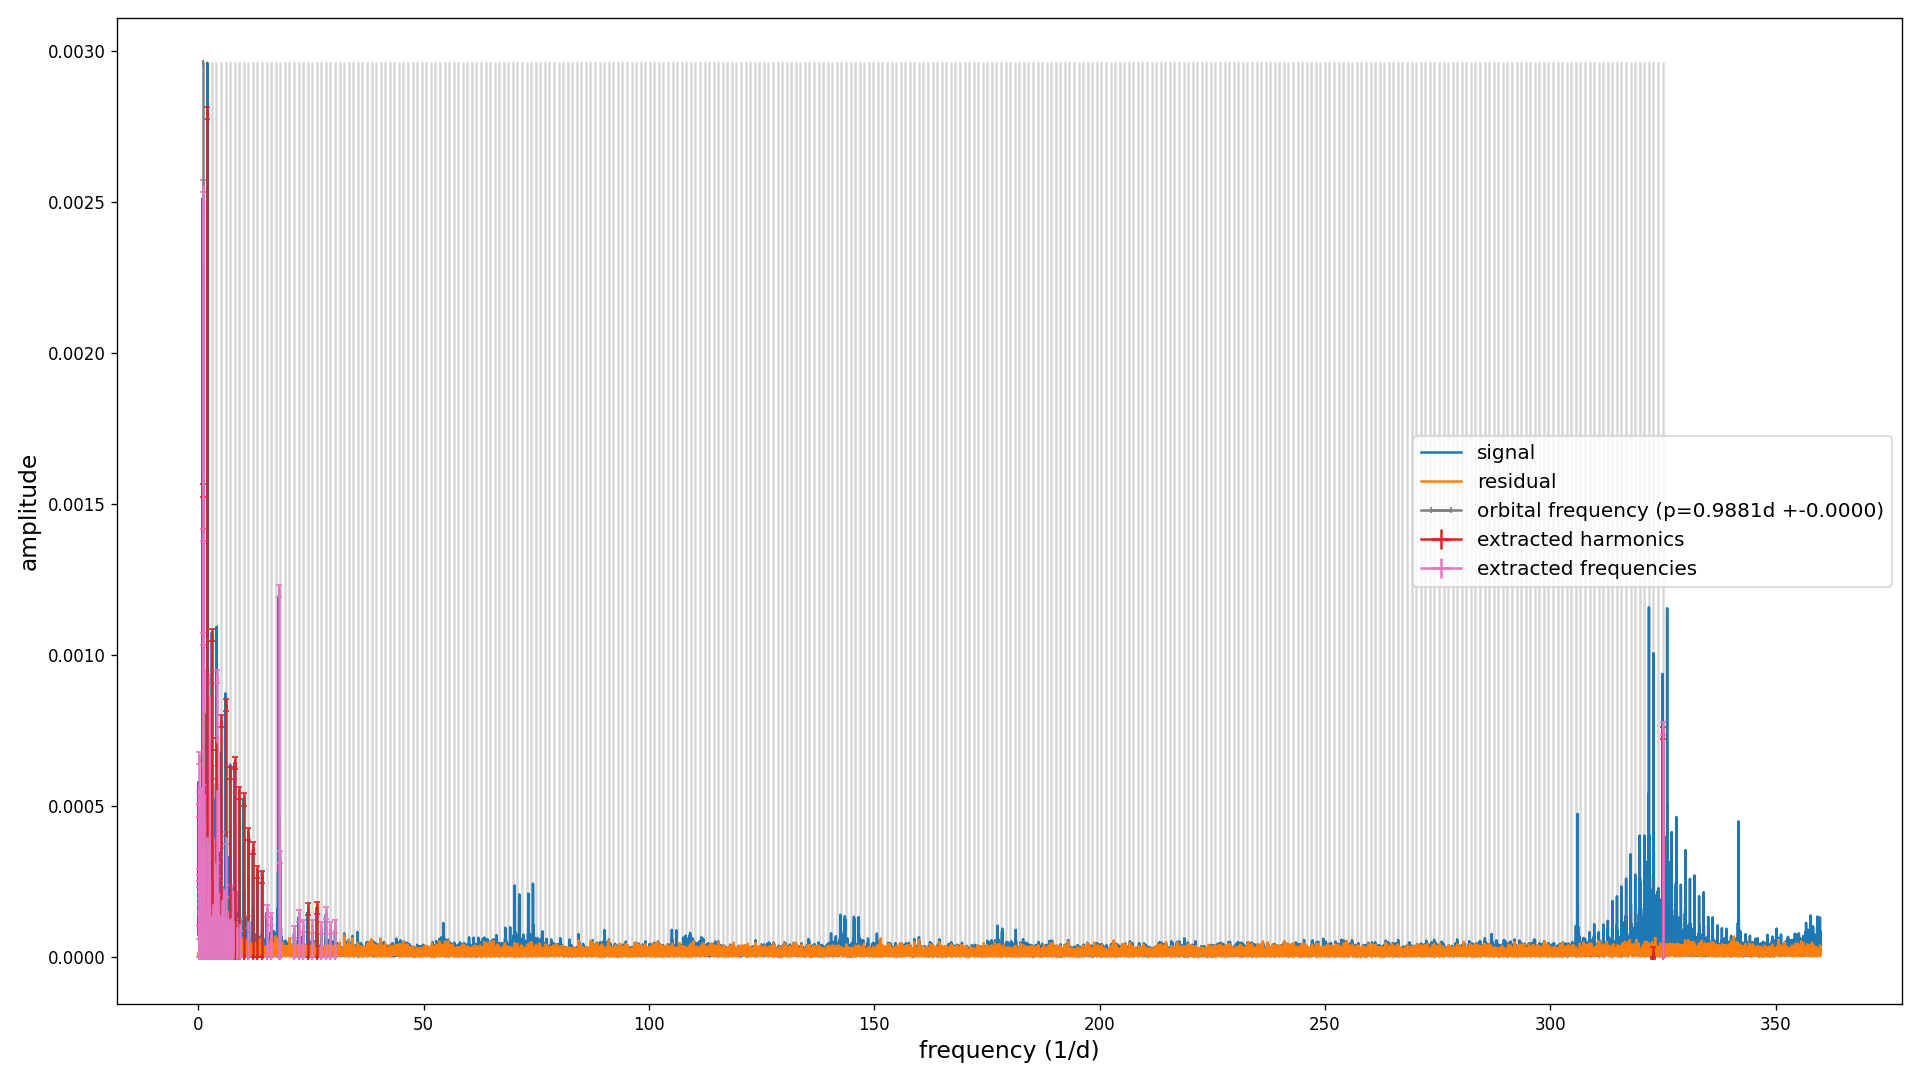 0.0030
0.0025
0.0020
0.0015
0.0010
0.0005
0.0000
amplitude
signal
residual
orbital frequency (p=0.9881d +-0.0000)
extracted harmonics
extracted frequencies
0
50
100
150
200
250
300
350
frequency (1/d)